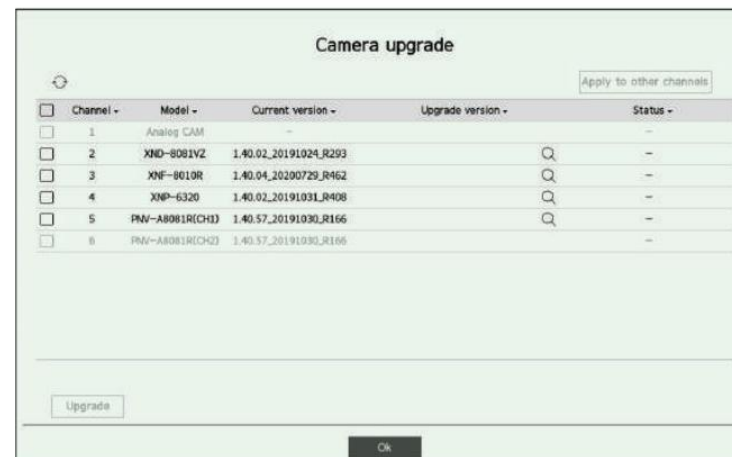 Camera upgrade
Apply to other channels
Channel Model Current version Upgrade version Status
1 Analog CAM - -
2 XND-8081VZ 1.40.02_20191024_R293 -
3 XNF-8010R 1.40.04_20200729_R462 -
4 XNP-6320 1.40.02_20191031_R408 -
5 PNV-A8081R(CH1) 1.40.57_20191030_R166 -
6 PNV-A8081R(CH2) 1.40.57_20191030_R166 -
Upgrade
Ok